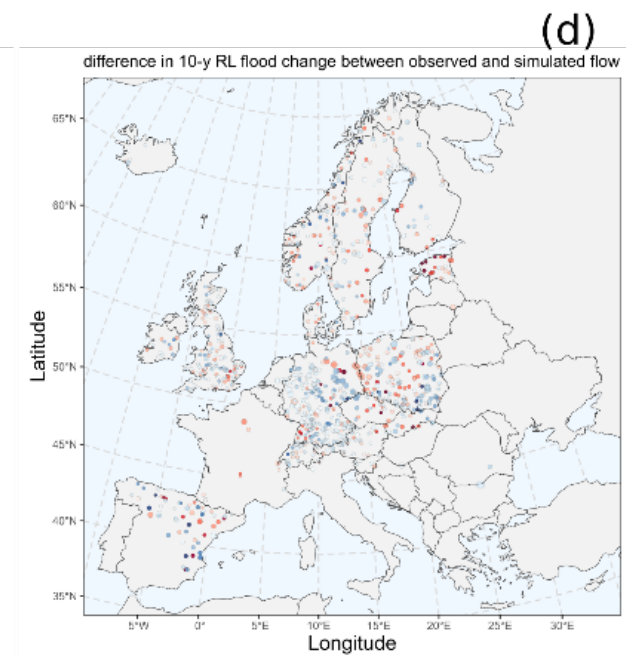 (d)
difference in 10-y RL flood change between observed and simulated flow
65°N
60°N
55°N
50°N
45°N
40°N
35°N
Latitude
5°W
0°
5°E
10°E
15°E
20°E
25°E
30°E
Longitude